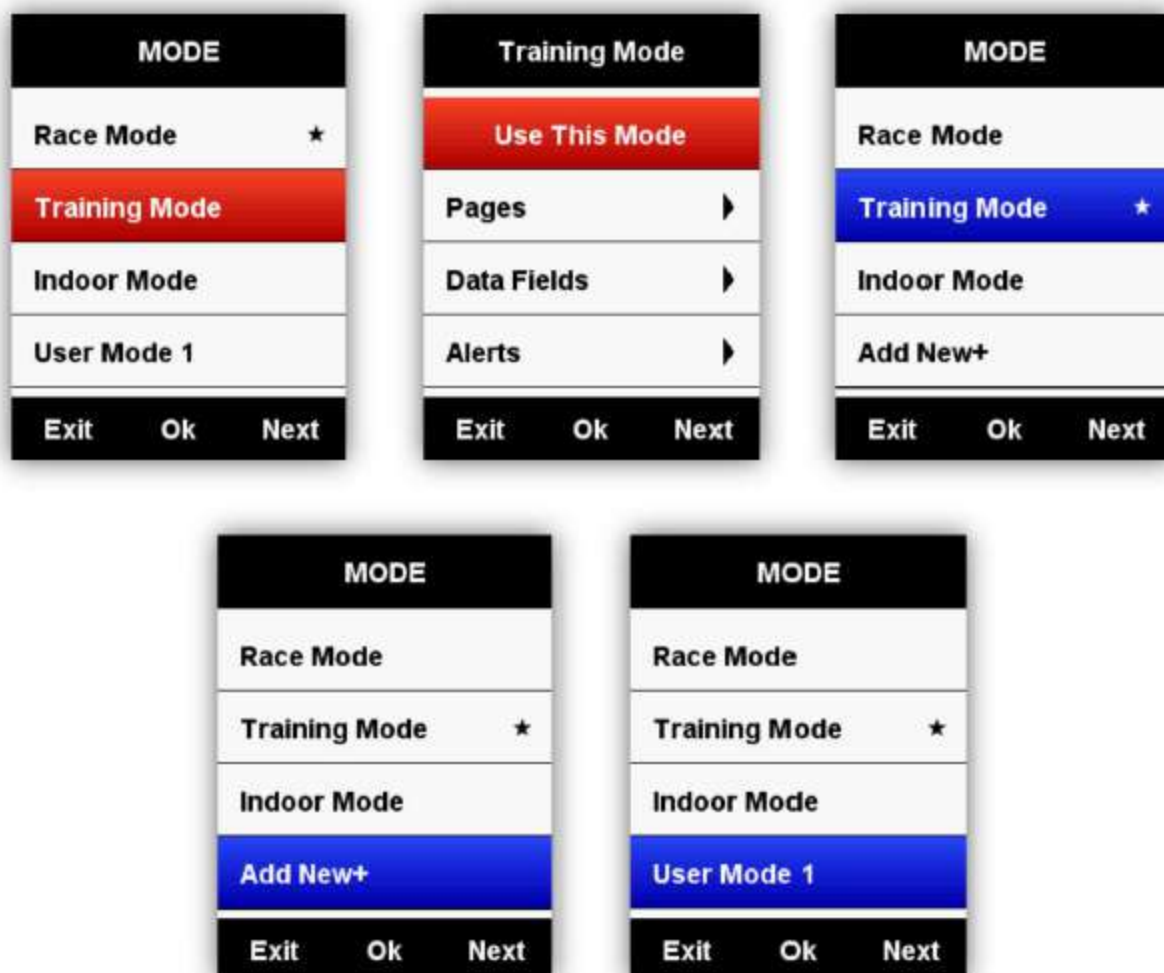 MODE
Race Mode ★
Training Mode
Indoor Mode
User Mode 1
Exit Ok Next
Training Mode
Use This Mode
Pages
Data Fields
Alerts
Exit Ok Next
MODE
Race Mode
Training Mode ★
Indoor Mode
Add New+
Exit Ok Next
MODE
Race Mode
Training Mode ★
Indoor Mode
Add New+
Exit Ok Next
MODE
Race Mode
Training Mode ★
Indoor Mode
User Mode 1
Exit Ok Next